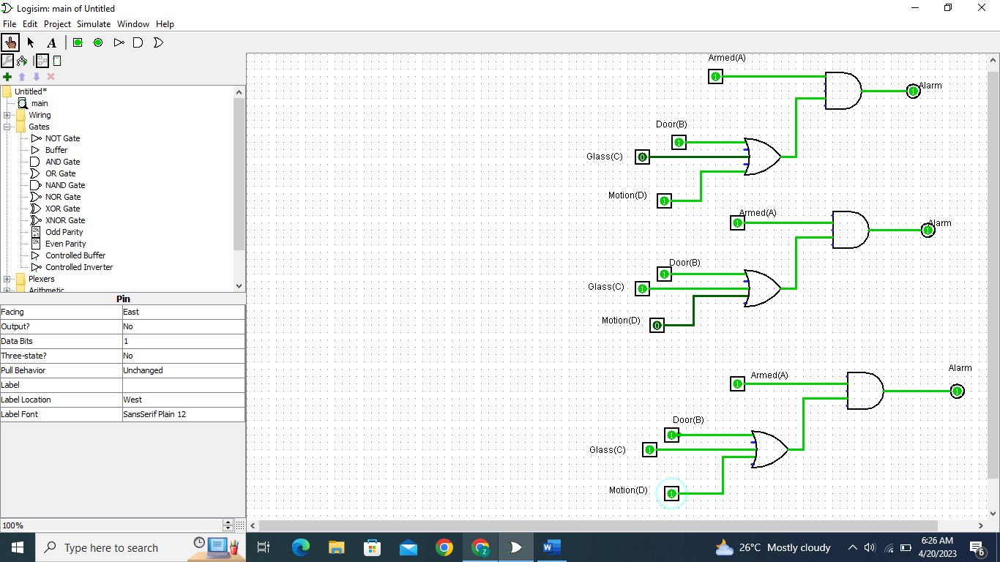 Logisim: main of Untitled
File Edit Project Simulate Window Help
A
Untitled*
main
Wiring
Gates
NOT Gate
Buffer
AND Gate
OR Gate
NAND Gate
NOR Gate
XOR Gate
XNOR Gate
Odd Parity
Even Parity
Controlled Buffer
Controlled Inverter
Plexers
Arithmetic
Pin
Facing East
Output? No
Data Bits 1
Three-state? No
Pull Behavior Unchanged
Label
Label Location West
Label Font SansSerif Plain 12
100%
Armed(A)
1
Alarm
1
Door(B)
1
Glass(C) 0
Motion(D)
1
Armed(A)
1
Alarm
1
Door(B)
1
Glass(C) 1
Motion(D)
0
Armed(A)
1
Alarm
1
Door(B)
1
Glass(C) 1
Motion(D) 1
Type here to search
Z
W
26°C Mostly cloudy
6:26 AM
4/20/2023
6